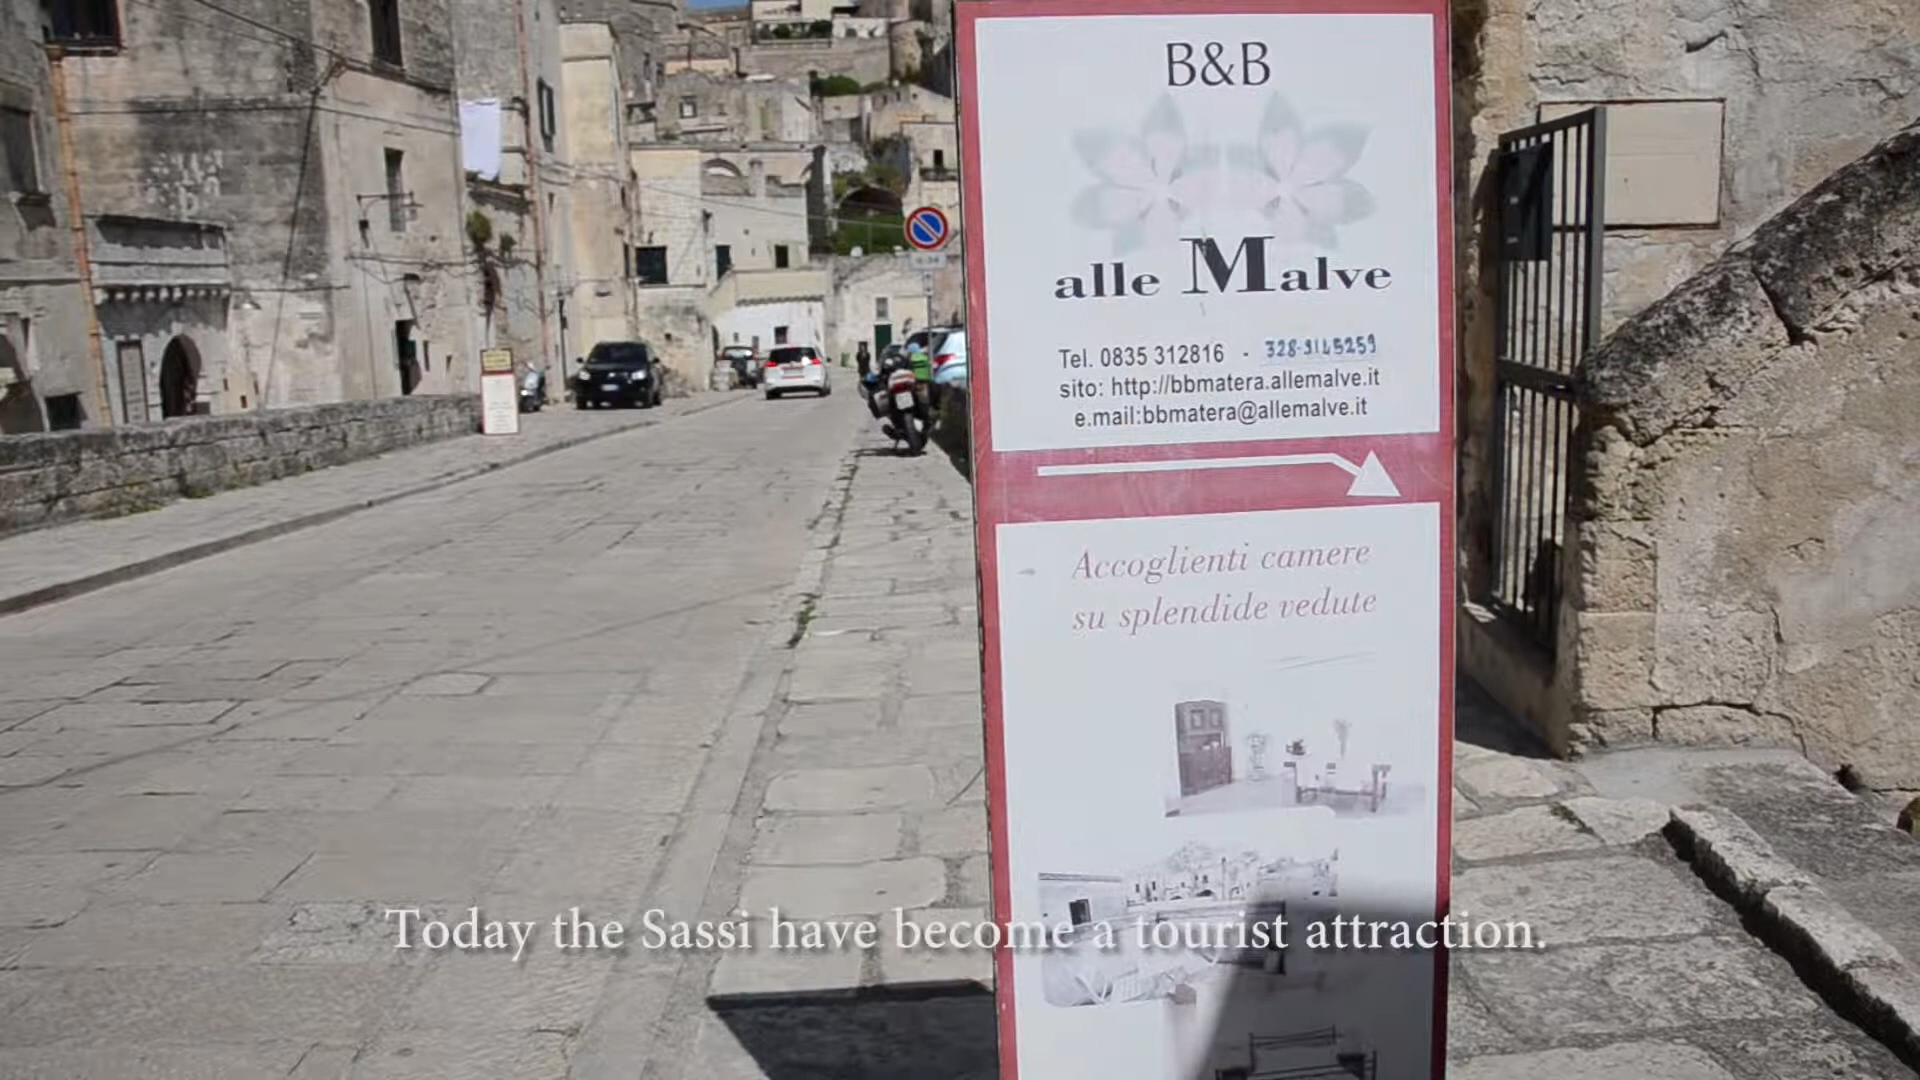 B&B
alle Malve
Tel. 0835 312816 - 328-9145259
sito: http://bbmatera.allemalve.it
e.mail:bbmatera@allemalve.it
Accoglienti camere
su splendide vedute
Today the Sassi have become a tourist attraction.